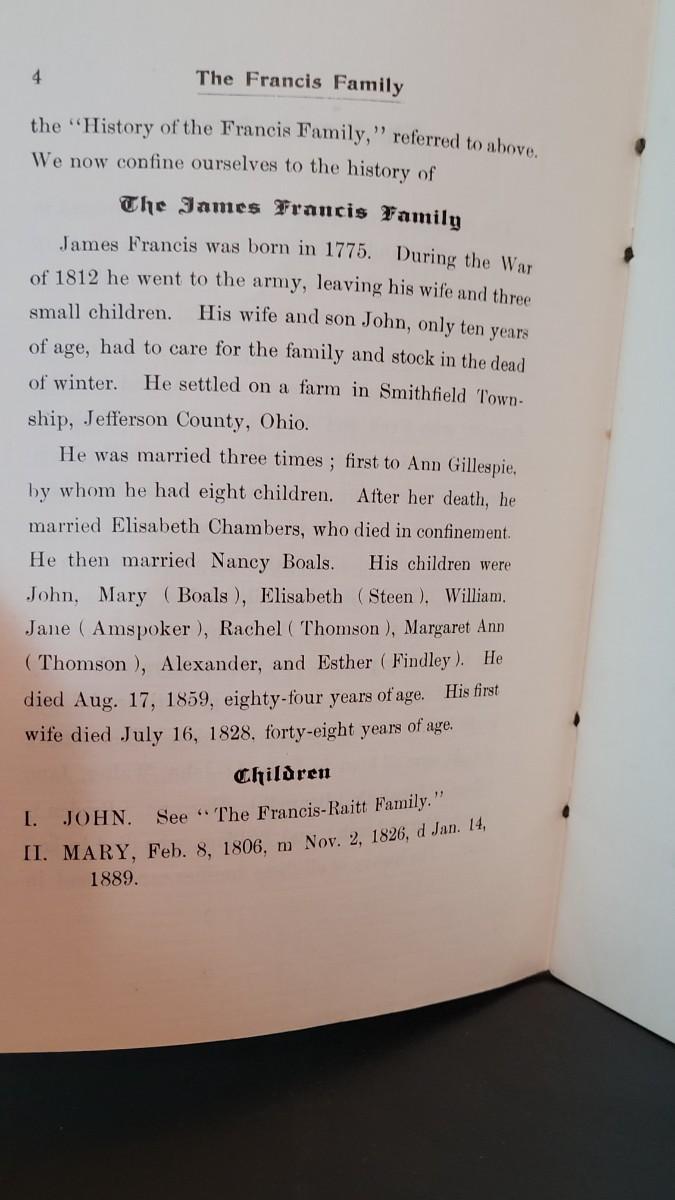 4 The Francis Family
the "History of the Francis Family," referred to above.
We now confine ourselves to the history of
The James Francis Family
James Francis was born in 1775. During the War
of 1812 he went to the army, leaving his wife and three
small children. His wife and son John, only ten years
of age, had to care for the family and stock in the dead
of winter. He settled on a farm in Smithfield Town-
ship, Jefferson County, Ohio.
He was married three times ; first to Ann Gillespie,
by whom he had eight children. After her death, he
married Elisabeth Chambers, who died in confinement.
He then married Nancy Boals. His children were
John, Mary ( Boals ), Elisabeth ( Steen ), William,
Jane ( Amspoker ), Rachel ( Thomson ), Margaret Ann
( Thomson ), Alexander, and Esther ( Findley ). He
died Aug. 17, 1859, eighty-four years of age. His first
wife died July 16, 1828, forty-eight years of age.
Children
I. JOHN. See "The Francis-Raitt Family."
II. MARY, Feb. 8, 1806, m Nov. 2, 1826, d Jan. 14,
1889.